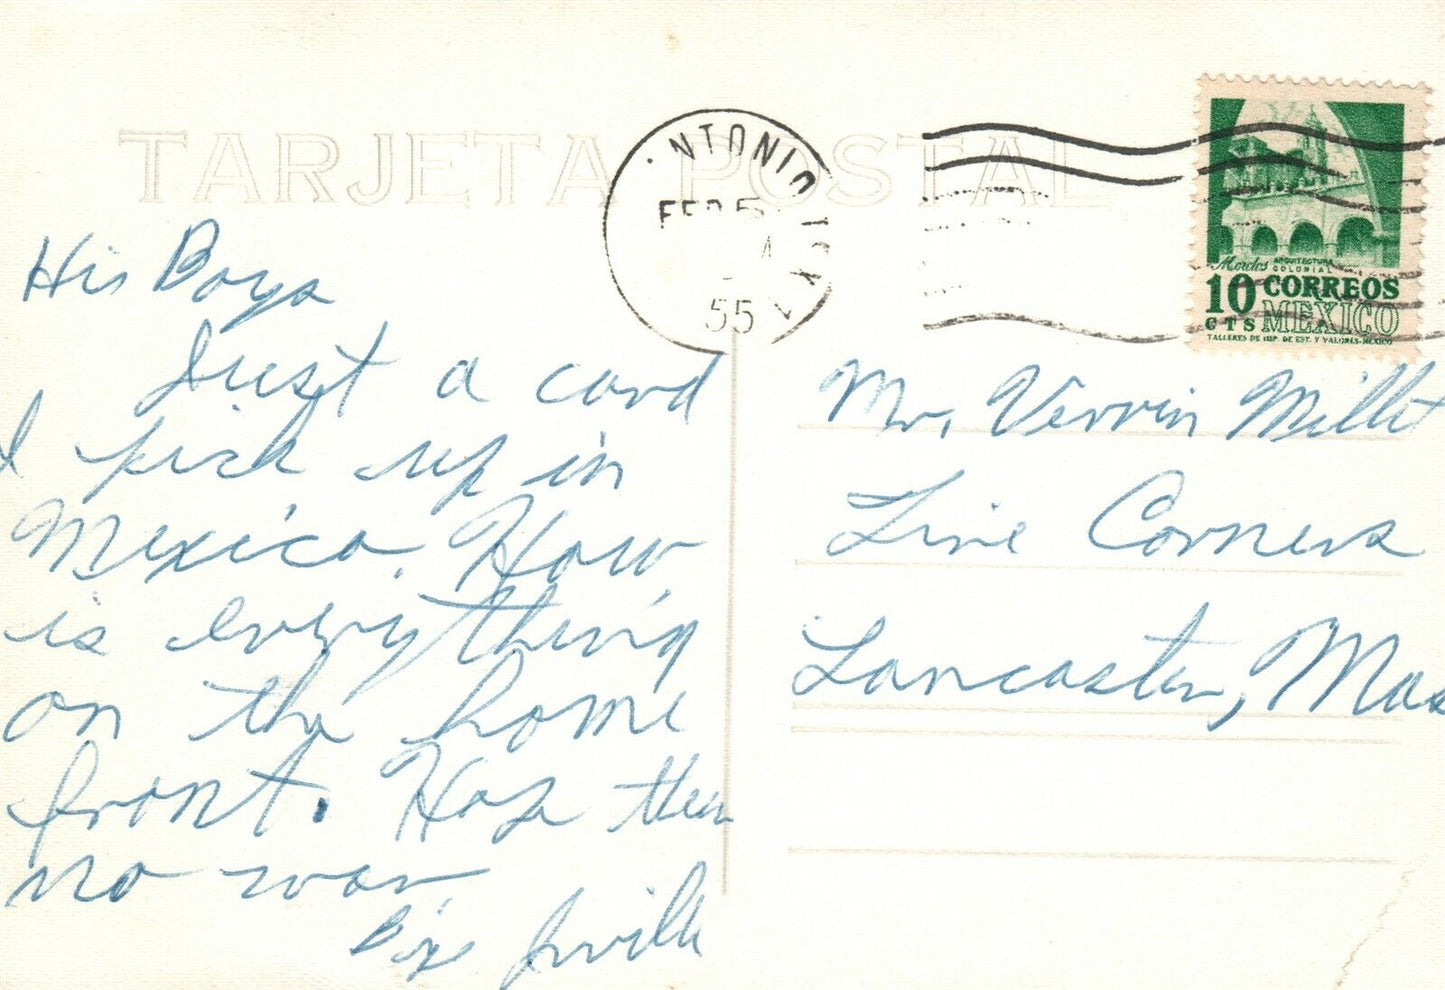 TARJETA POSTAL
NTONIO
FEB 5
A
55
Morelos ARQUITECTURA
COLONIAL
10 CORREOS
CTS MEXICO
TALLERES DE IMP. DE EST. Y VALORES-MEXICO
His Boys
Just a card
I pick up in
Mexico. How
is everything
on the home
front. Hop ther
no war,
Mr. Vervin Millet
Line Corners
Lancaster, Mas